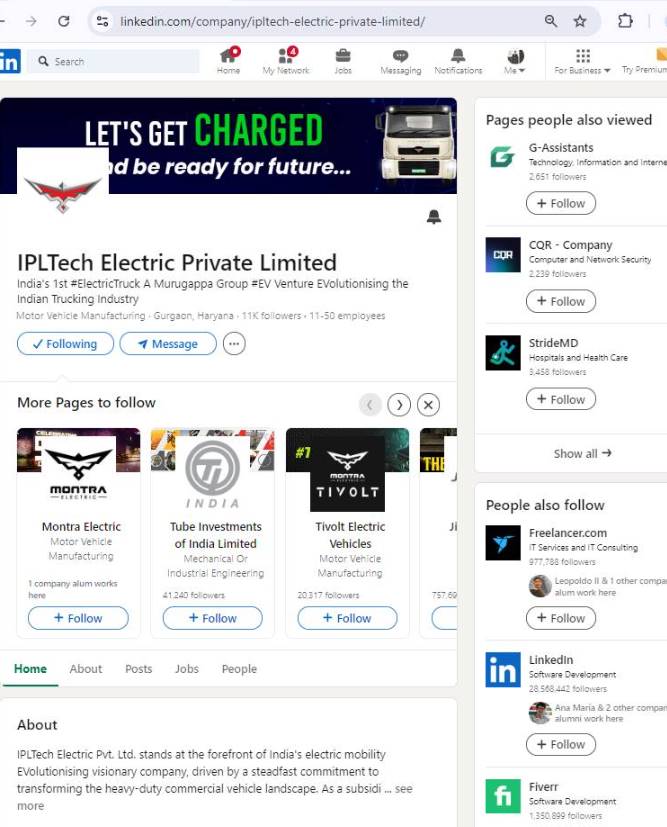 linkedin.com/company/ipltech-electric-private-limited/
in
Search
Home
4
My Network
Jobs
Messaging
Notifications
Me
For Business
Try Premium
LET'S GET CHARGED
nd be ready for future...
IPLTech Electric Private Limited
India's 1st #ElectricTruck A Murugappa Group #EV Venture EVolutionising the
Indian Trucking Industry
Motor Vehicle Manufacturing · Gurgaon, Haryana · 11K followers · 11-50 employees
Following
Message
More Pages to follow
MONTRA
ELECTRIC
Montra Electric
Motor Vehicle
Manufacturing
1 company alum works
here
+ Follow
INDIA
Tube Investments
of India Limited
Mechanical Or
Industrial Engineering
41,240 followers
+ Follow
#1
MONTRA
TIVOLT
Tivolt Electric
Vehicles
Motor Vehicle
Manufacturing
20,317 followers
+ Follow
THE
Ji
757,69
Home
About
Posts
Jobs
People
About
IPLTech Electric Pvt. Ltd. stands at the forefront of India's electric mobility
EVolutionising visionary company, driven by a steadfast commitment to
transforming the heavy-duty commercial vehicle landscape. As a subsidi ... see
more
Pages people also viewed
G-Assistants
Technology, Information and Interne
2,651 followers
+ Follow
CQR
CQR - Company
Computer and Network Security
2,239 followers
+ Follow
StrideMD
Hospitals and Health Care
3,458 followers
+ Follow
Show all →
People also follow
Freelancer.com
IT Services and IT Consulting
977,788 followers
Leopoldo II & 1 other compa
alum work here
+ Follow
in
LinkedIn
Software Development
28,568,442 followers
Ana María & 2 other compan
alumni work here
+ Follow
fi
Fiverr
Software Development
1,350,899 followers